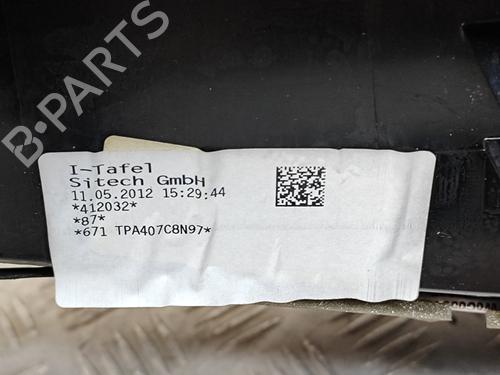 B-PARTS
I-Tafel
Sitech GmbH
11.05.2012 15:29:44
*412032*
*87*
*671 TPA407C8N97*